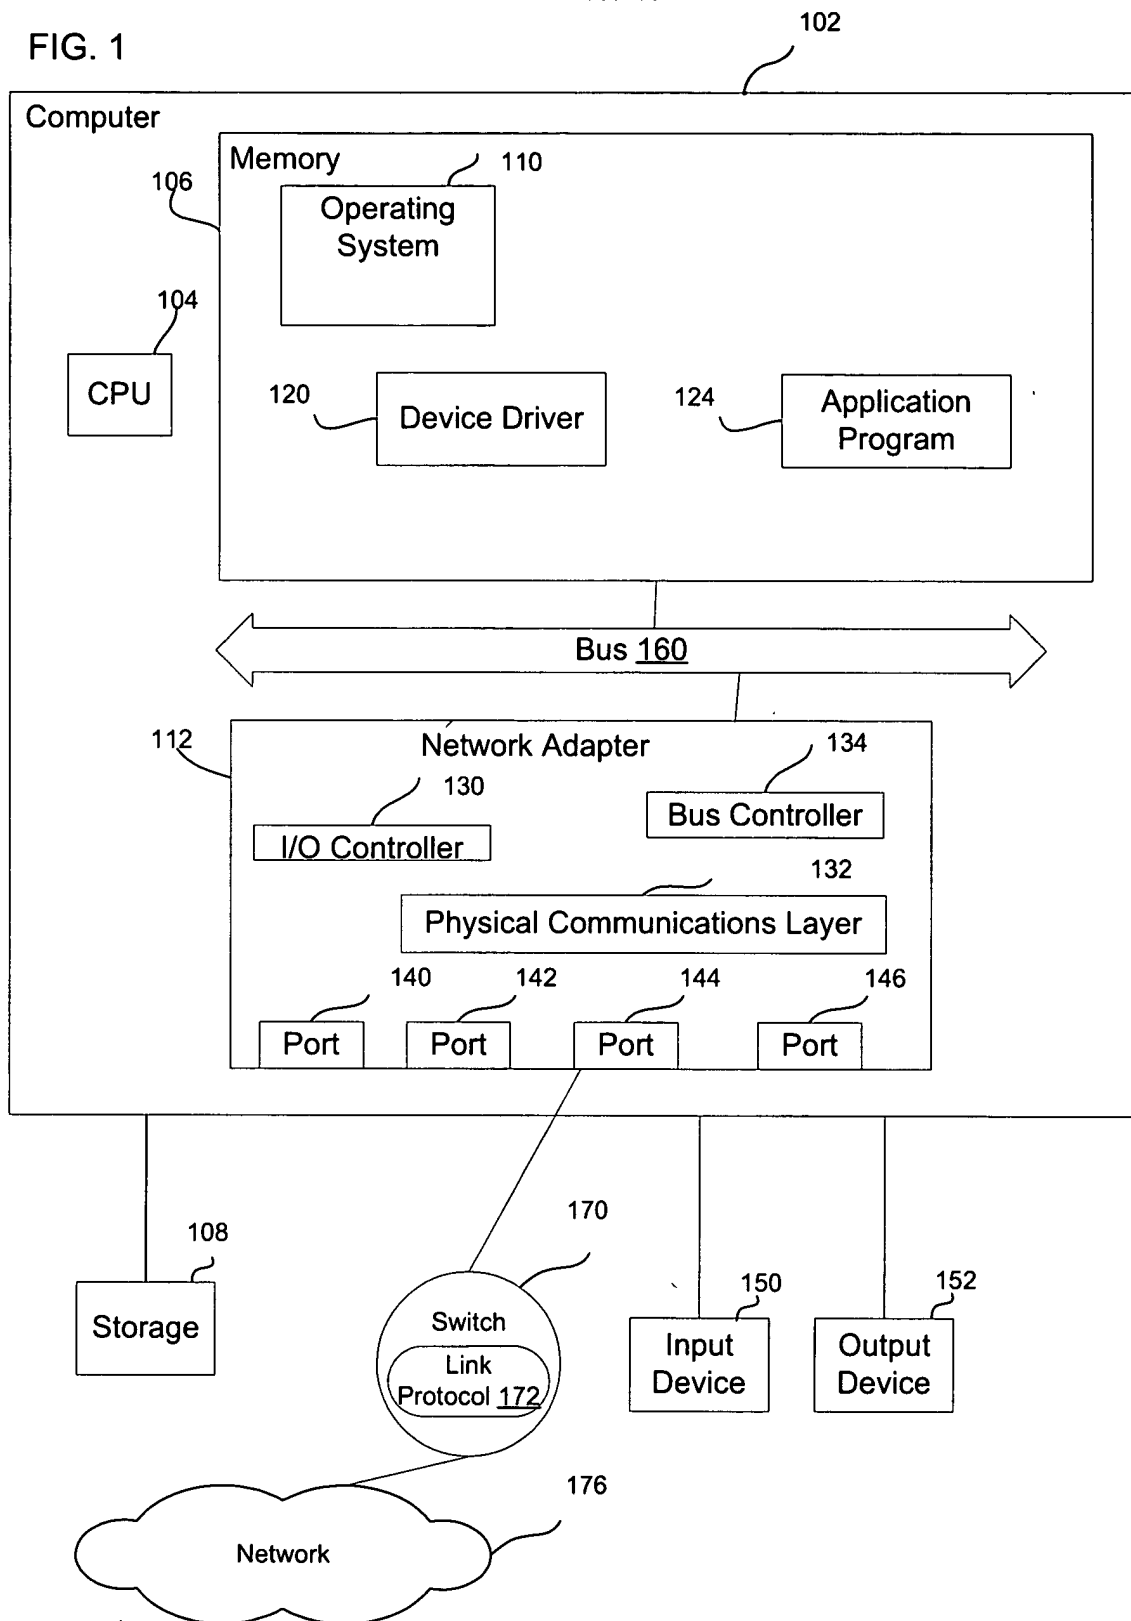 102
FIG. 1
Computer
Memory
110
106
Operating
System
104
CPU
120
Device Driver
124
Application
Program
Bus 160
112
Network Adapter
134
130
Bus Controller
I/O Controller
132
Physical Communications Layer
140
142
144
146
Port
Port
Port
Port
170
108
Storage
Switch
Link
Protocol 172
150
152
Input
Device
Output
Device
176
Network